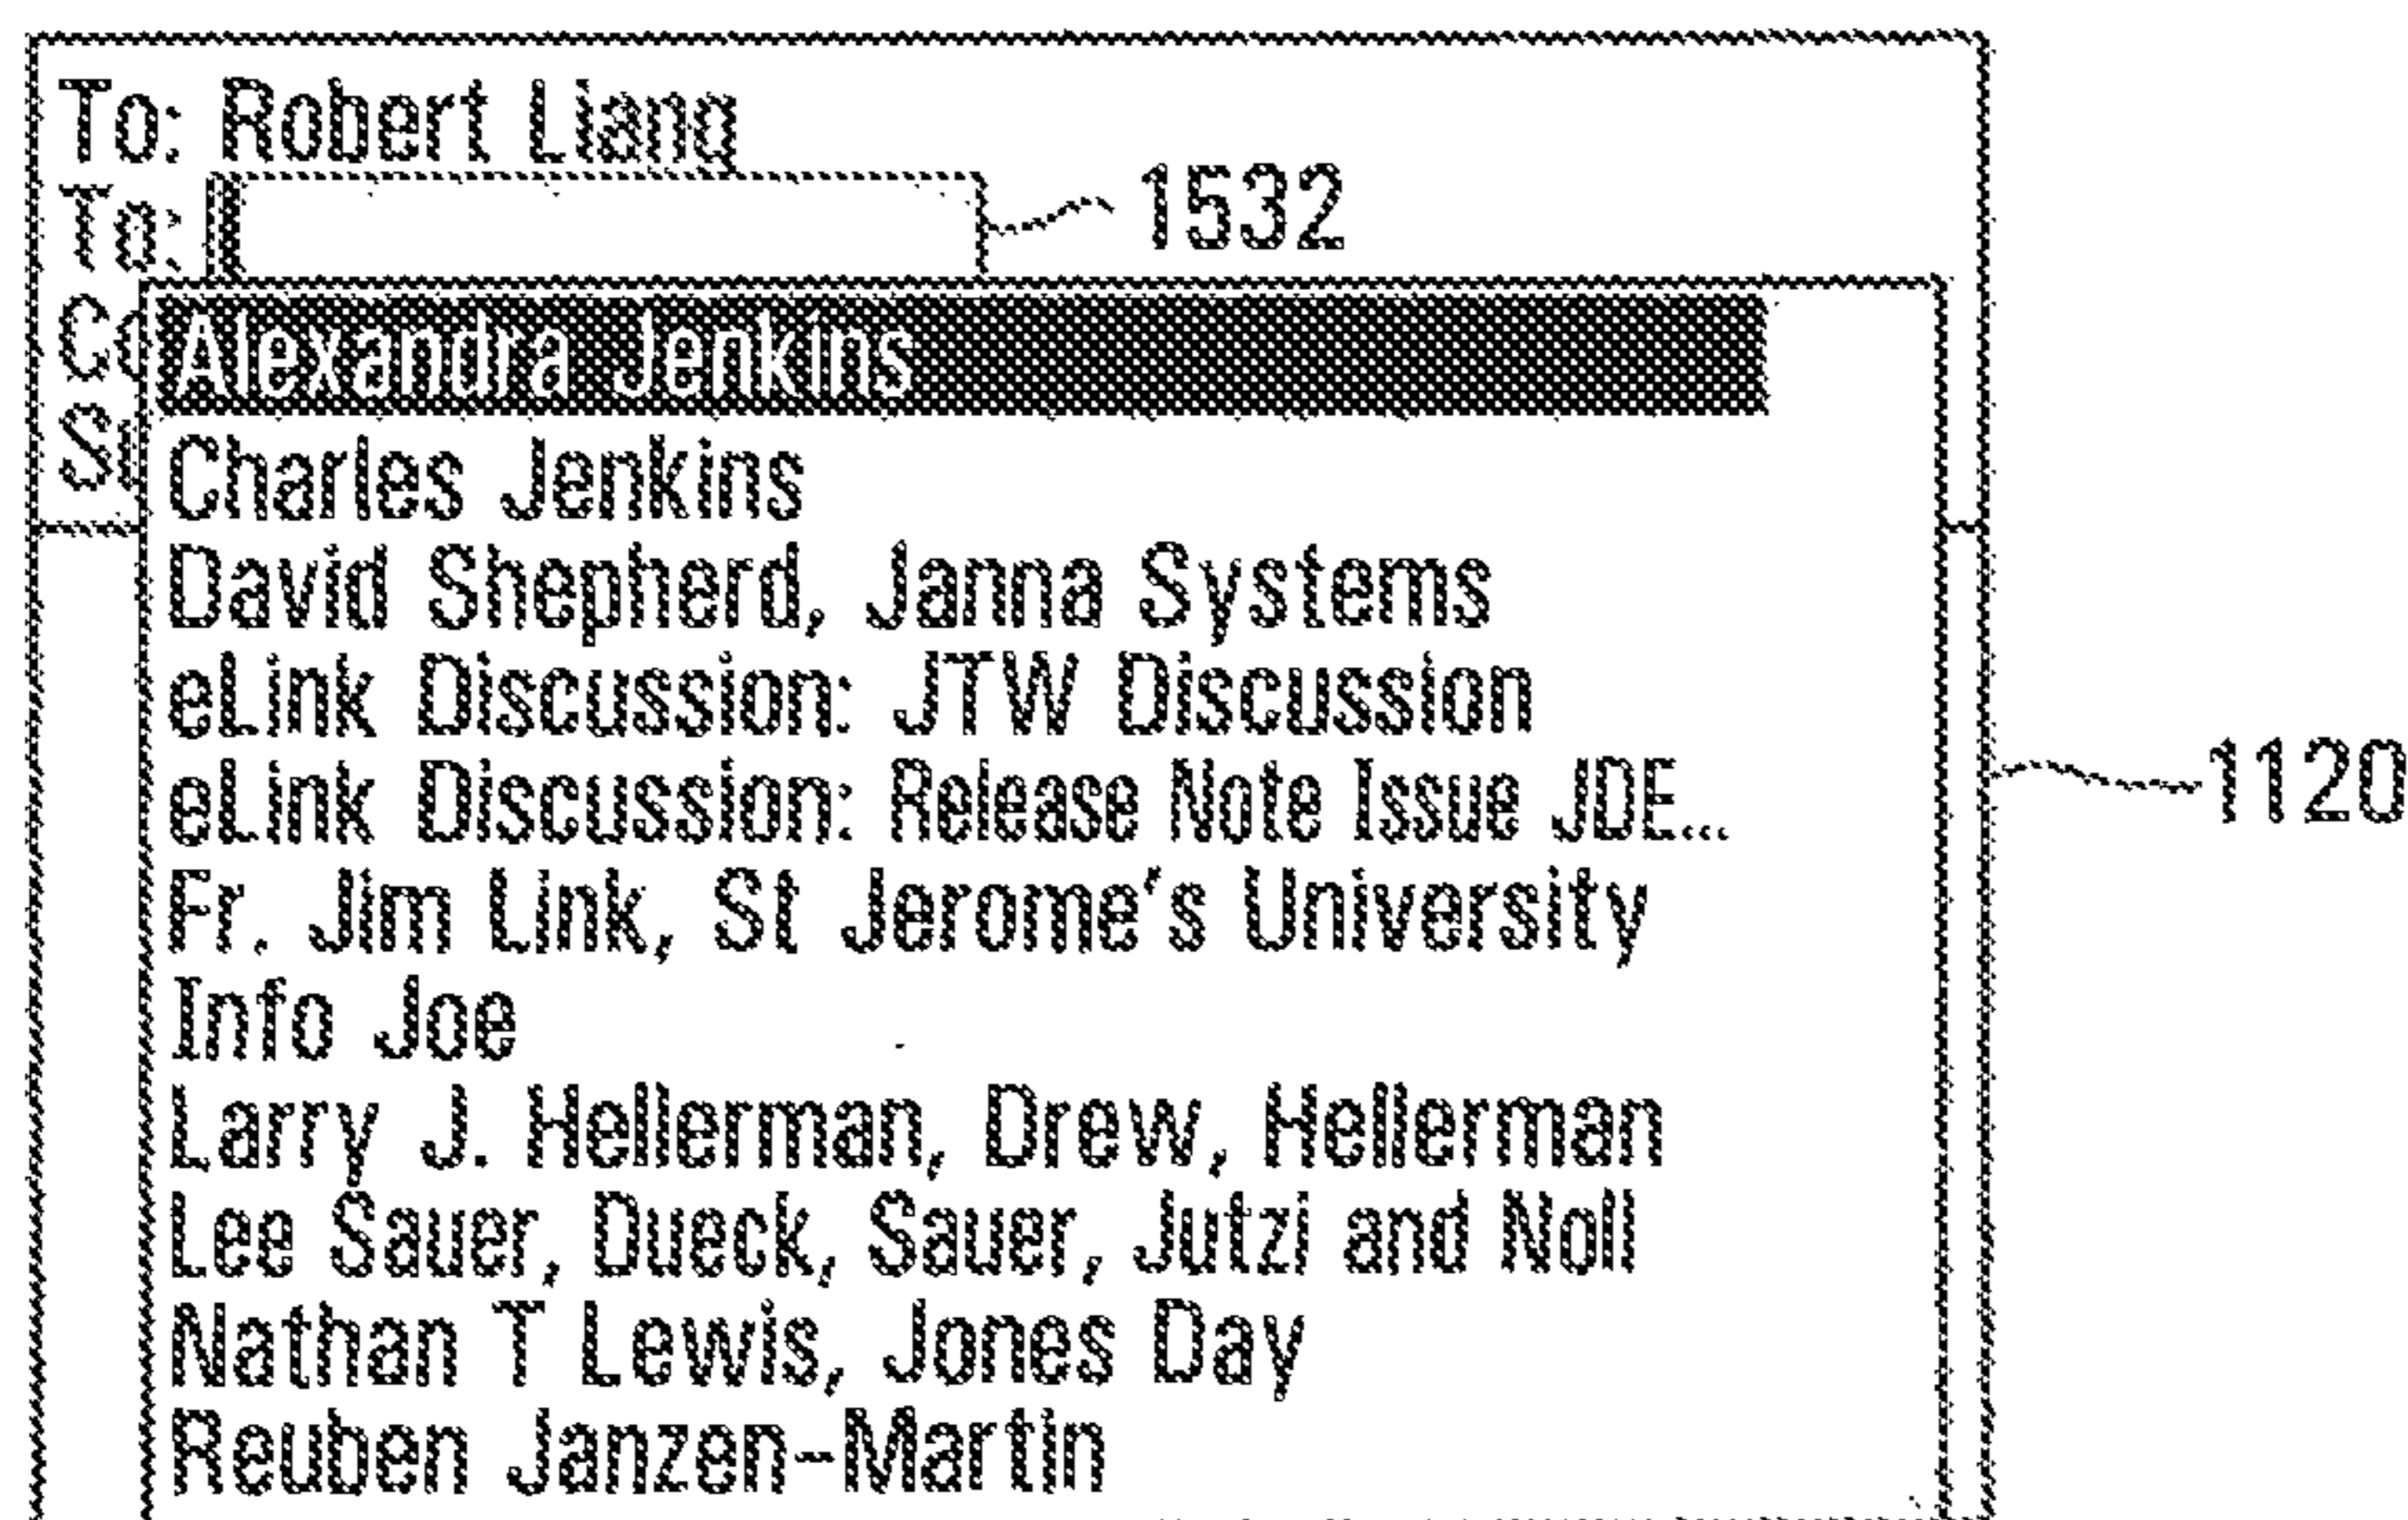 To: Robert Liang
To:
1532
Alexandra Jenkins
Charles Jenkins
David Shepherd, Janna Systems
eLink Discussion: JTW Discussion
eLink Discussion: Release Note Issue JDE...
1120
Fr. Jim Link, St Jerome's University
Info Joe
Larry J. Hellerman, Drew, Hellerman
Lee Sauer, Dueck, Sauer, Jutzi and Noll
Nathan T Lewis, Jones Day
Reuben Janzen-Martin